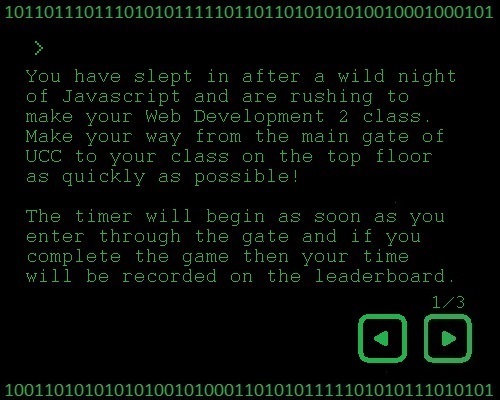 10110111011101010111110111011011010101010010001000101
>
You have slept in after a wild night
of Javascript and are rushing to
make your Web Development 2 class.
Make your way from the main gate of
UCC to your class on the top floor
as quickly as possible!
The timer will begin as soon as you
enter through the gate and if you
complete the game then your time
will be recorded on the leaderboard.
1/3
1001101010101010010100011010101011111010101110001010101